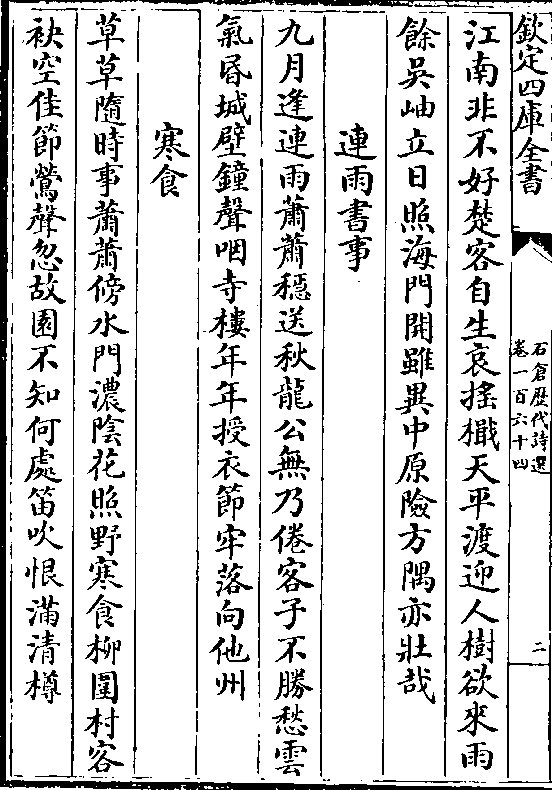 欽定四庫全書
石倉歴代詩選
卷一百六十四
二
江南非不好楚客自生哀揺檝天平渡迎人樹欲來雨
餘吳岫立日照海門開雖異中原險方隅亦壯哉
連雨書事
九月逢連雨蕭蕭穩送秋龍公無乃倦客子不勝愁雲
氣昏城壁鐘聲咽寺樓年年授衣節牢落向他州
寒食
草草隨時事蕭蕭傍水門濃陰花照野寒食柳圍村客
袂空佳節鶯聲忽故園不知何處笛吹恨滿清樽